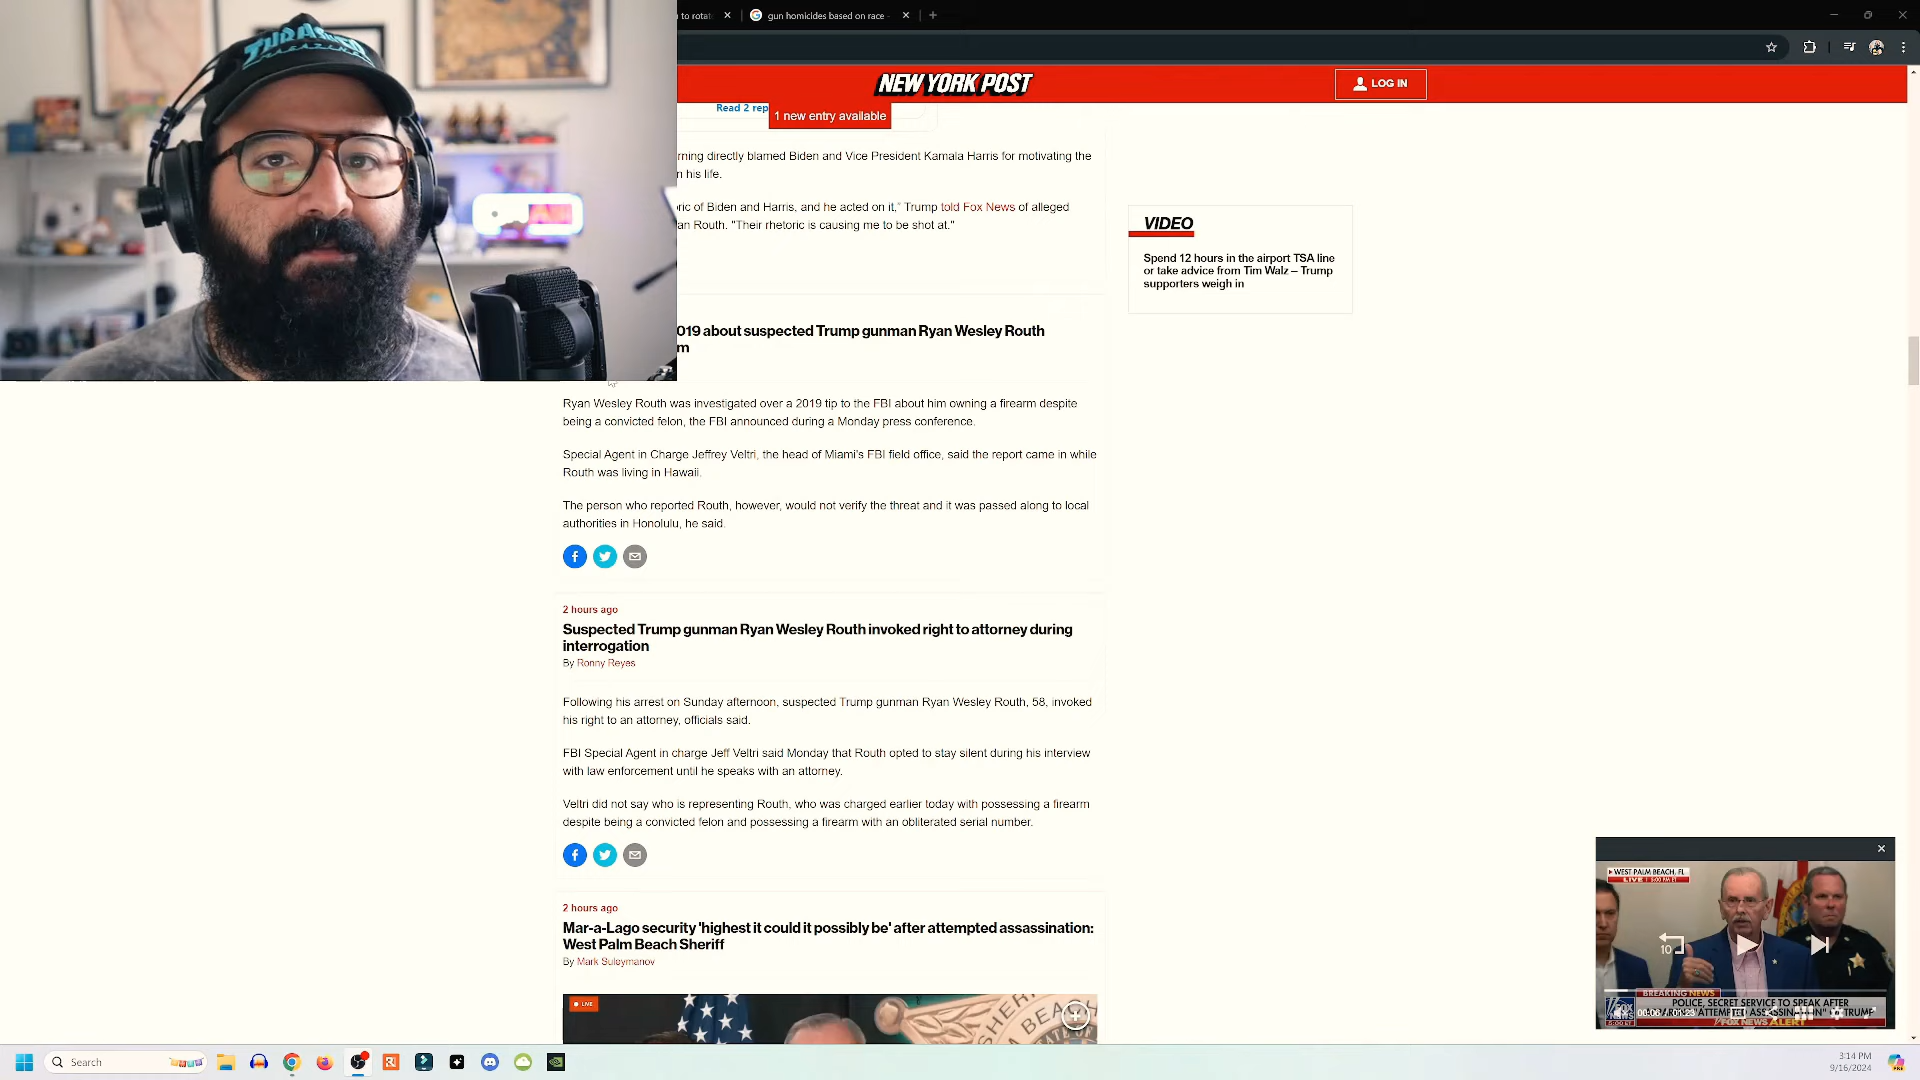 THRASHER
MAGAZINE
to rotat
gun homicides based on race -
NEW YORK POST
LOG IN
Read 2 rep
1 new entry available
rning directly blamed Biden and Vice President Kamala Harris for motivating the
n his life.
ric of Biden and Harris, and he acted on it," Trump told Fox News of alleged
an Routh. "Their rhetoric is causing me to be shot at."
VIDEO
Spend 12 hours in the airport TSA line
or take advice from Tim Walz – Trump
supporters weigh in
019 about suspected Trump gunman Ryan Wesley Routh
m
Ryan Wesley Routh was investigated over a 2019 tip to the FBI about him owning a firearm despite
being a convicted felon, the FBI announced during a Monday press conference.
Special Agent in Charge Jeffrey Veltri, the head of Miami's FBI field office, said the report came in while
Routh was living in Hawaii.
The person who reported Routh, however, would not verify the threat and it was passed along to local
authorities in Honolulu, he said.
2 hours ago
Suspected Trump gunman Ryan Wesley Routh invoked right to attorney during
interrogation
By Ronny Reyes
Following his arrest on Sunday afternoon, suspected Trump gunman Ryan Wesley Routh, 58, invoked
his right to an attorney, officials said.
FBI Special Agent in charge Jeff Veltri said Monday that Routh opted to stay silent during his interview
with law enforcement until he speaks with an attorney.
Veltri did not say who is representing Routh, who was charged earlier today with possessing a firearm
despite being a convicted felon and possessing a firearm with an obliterated serial number.
2 hours ago
Mar-a-Lago security 'highest it could it possibly be' after attempted assassination:
West Palm Beach Sheriff
By Mark Suleymanov
LIVE
WEST PALM BEACH, FL
LIVE
10
BREAKING NEWS
POLICE, SECRET SERVICE TO SPEAK AFTER
"ATTEMPTED ASSASSINATION" TRUMP
FOX NEWS ALERT
Search
3:14 PM
9/16/2024